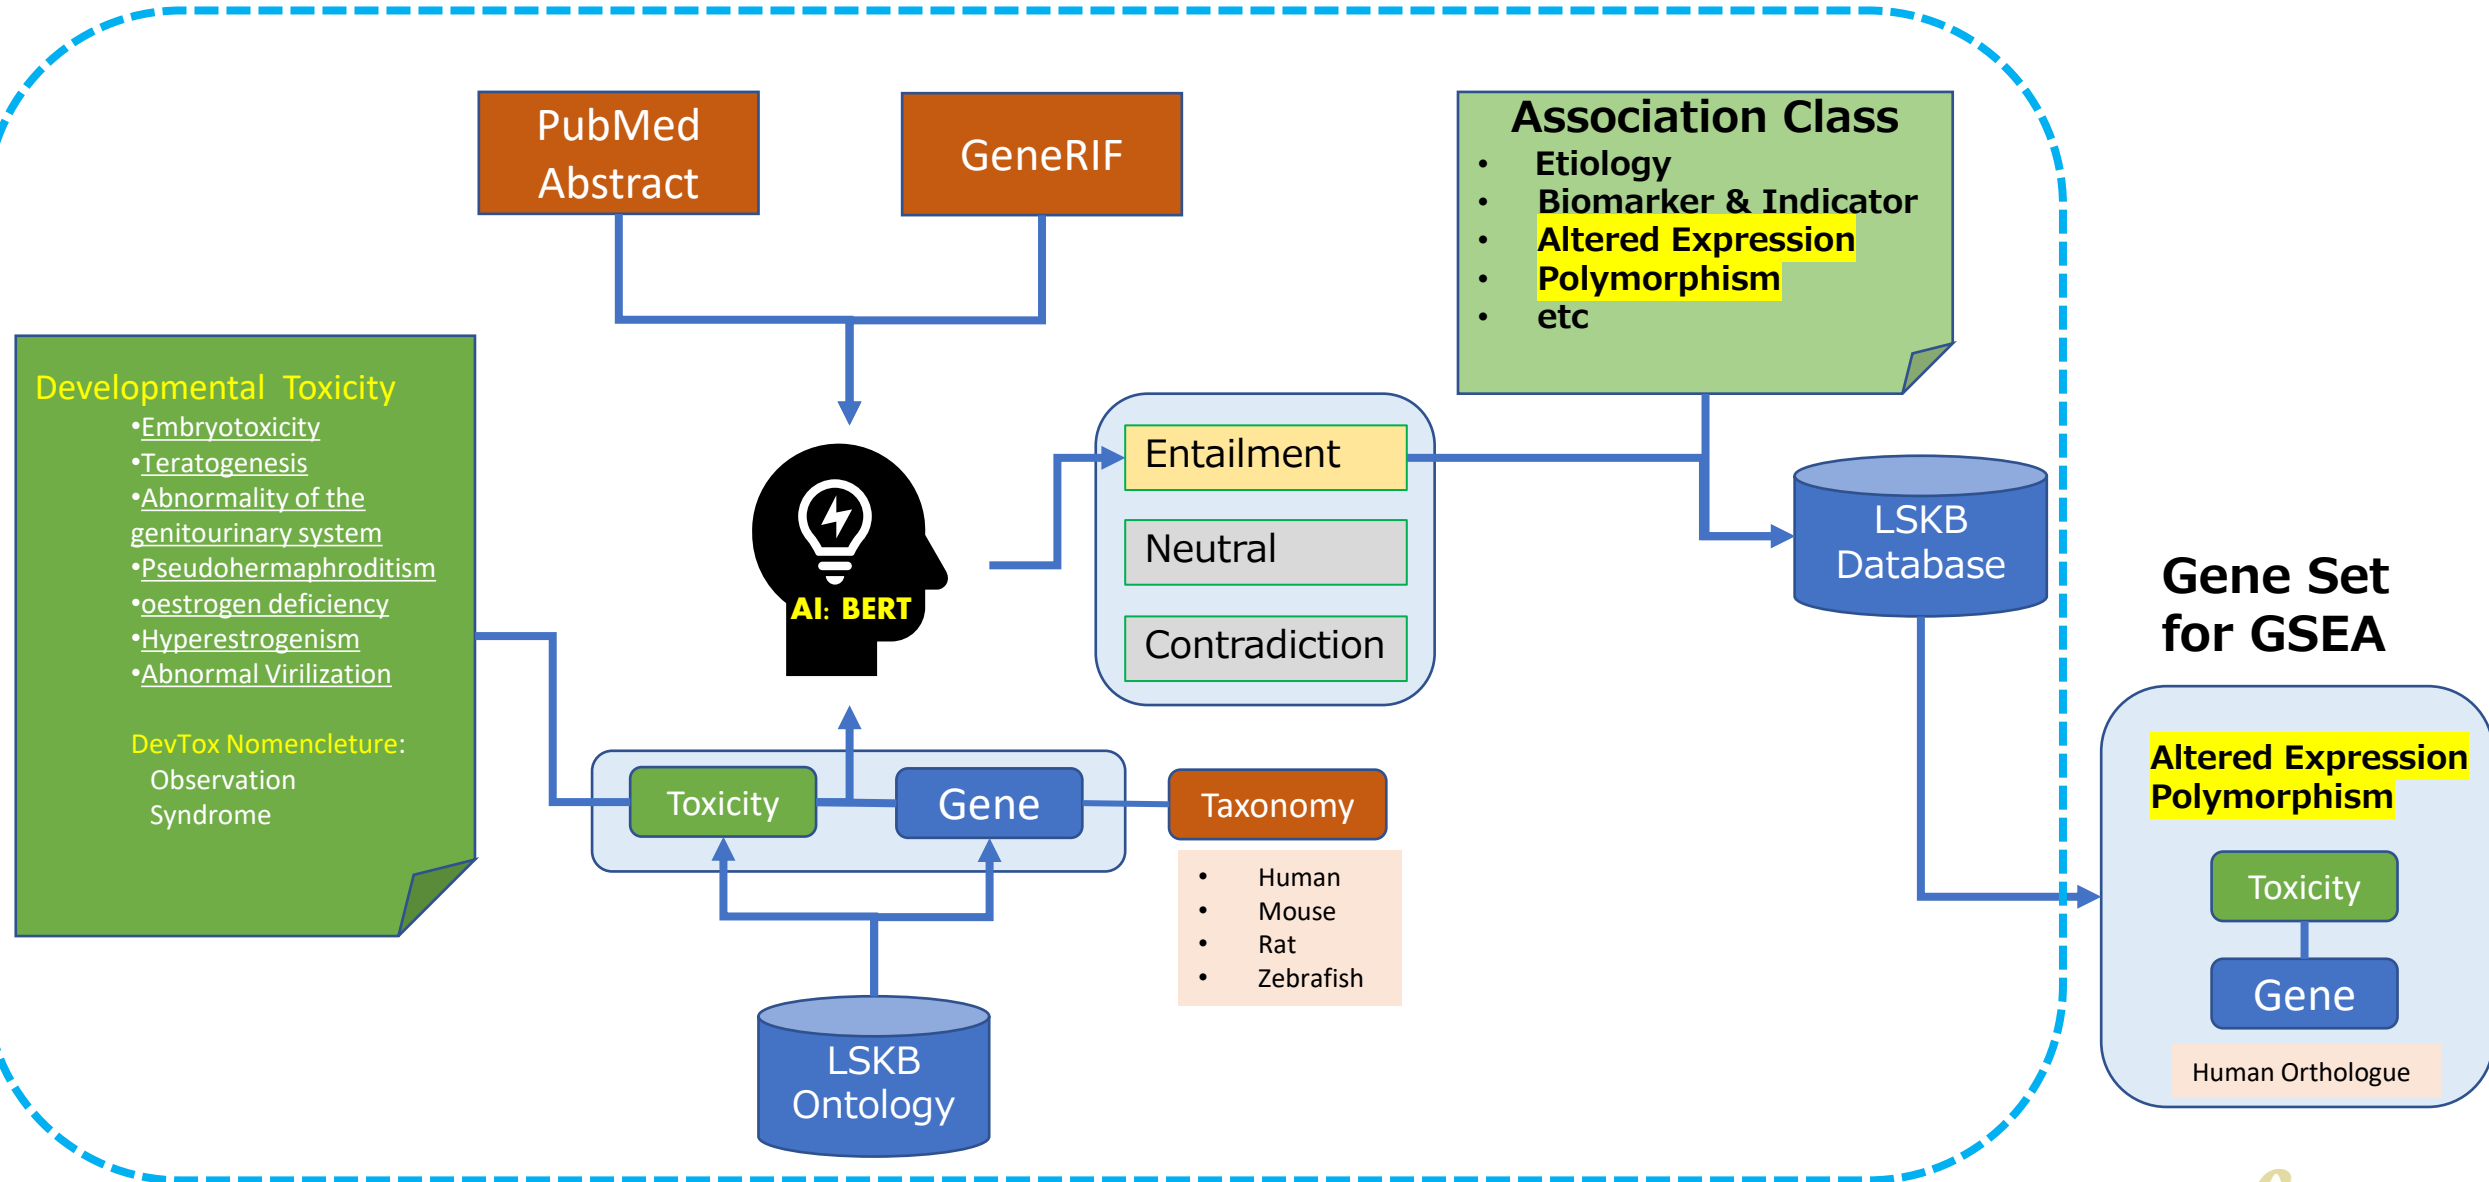 PubMed
Abstract
GeneRIF
Association Class
• Etiology
• Biomarker & Indicator
• Altered Expression
• Polymorphism
• etc
Developmental  Toxicity
•Embryotoxicity
•Teratogenesis
•Abnormality of the
genitourinary system
•Pseudohermaphroditism
•oestrogen deficiency
•Hyperestrogenism
•Abnormal Virilization
DevTox Nomencleture:
Observation
Syndrome
AI: BERT
Entailment
Neutral
Contradiction
LSKB
Database
Toxicity
Gene
Taxonomy
• Human
• Mouse
• Rat
• Zebrafish
LSKB
Ontology
Gene Set
for GSEA
Altered Expression
Polymorphism
Toxicity
Gene
Human Orthologue